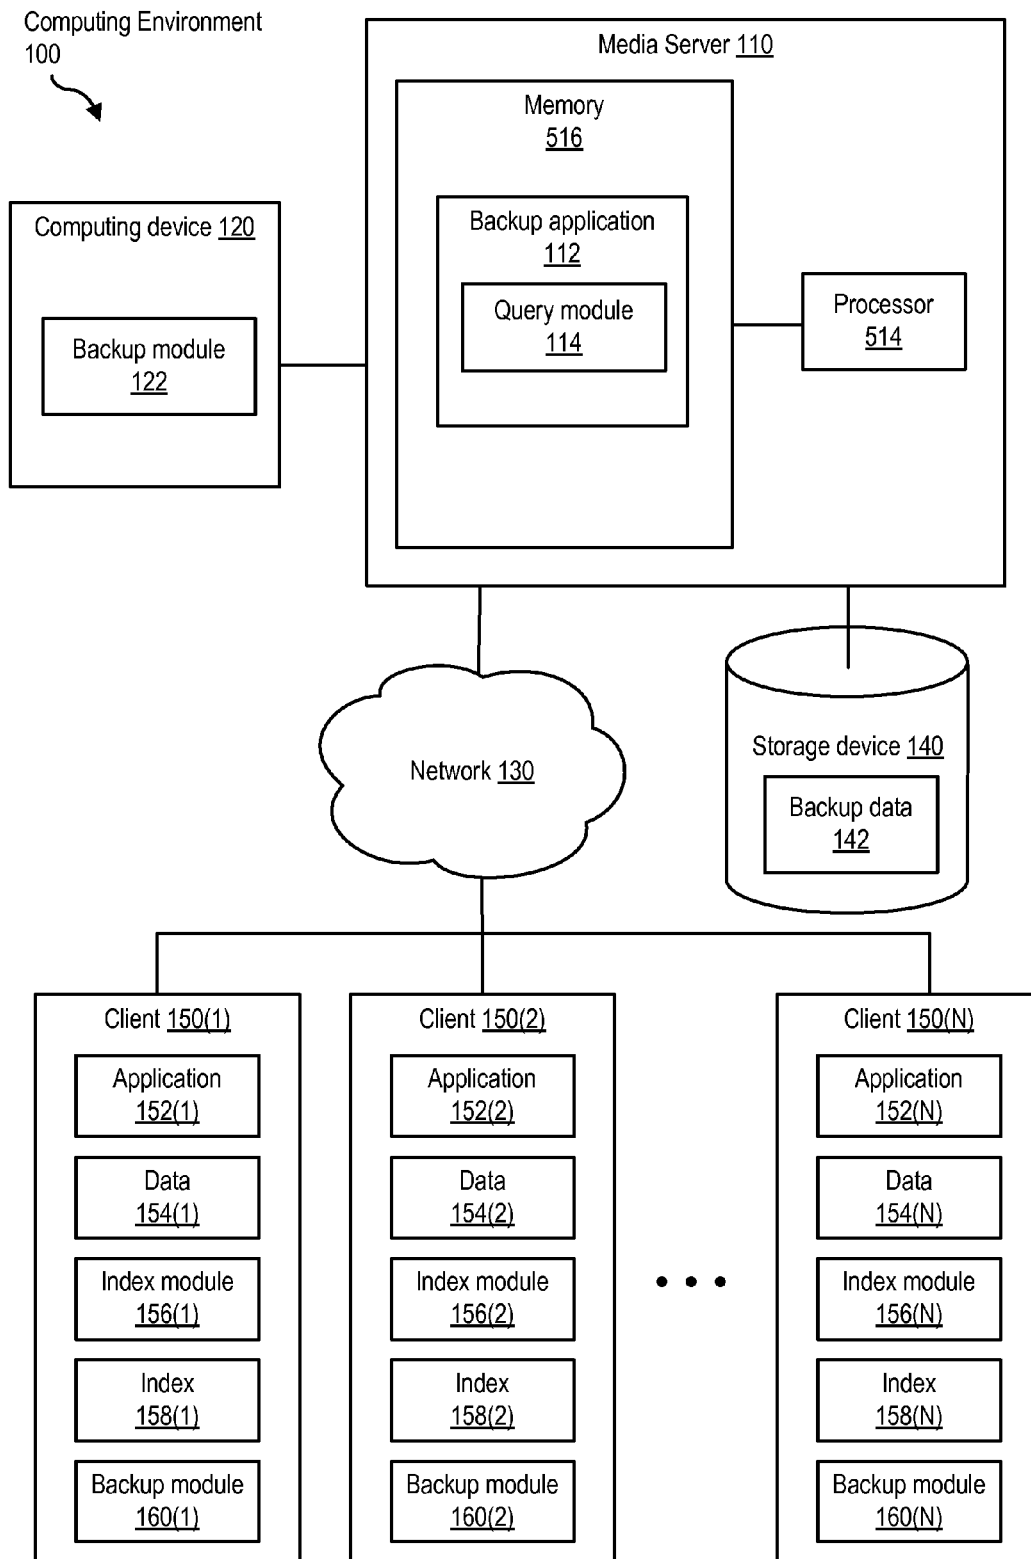 Computing Environment
100
Media Server 110
Memory
516
Backup application
112
Query module
114
Processor
514
Computing device 120
Backup module
122
Network 130
Storage device 140
Backup data
142
Client 150(1)
Application
152(1)
Data
154(1)
Index module
156(1)
Index
158(1)
Backup module
160(1)
Client 150(2)
Application
152(2)
Data
154(2)
Index module
156(2)
Index
158(2)
Backup module
160(2)
Client 150(N)
Application
152(N)
Data
154(N)
Index module
156(N)
Index
158(N)
Backup module
160(N)